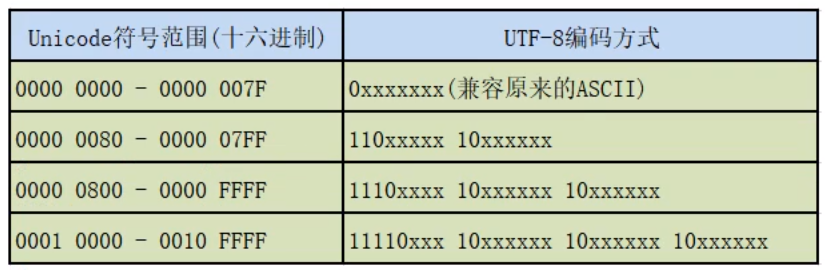 Unicode符号范围(十六进制) UTF-8编码方式
0000 0000 - 0000 007F 0xxxxxxx(兼容原来的ASCII)
0000 0080 - 0000 07FF 110xxxxx 10xxxxxx
0000 0800 - 0000 FFFF 1110xxxx 10xxxxxx 10xxxxxx
0001 0000 - 0010 FFFF 11110xxx 10xxxxxx 10xxxxxx 10xxxxxx